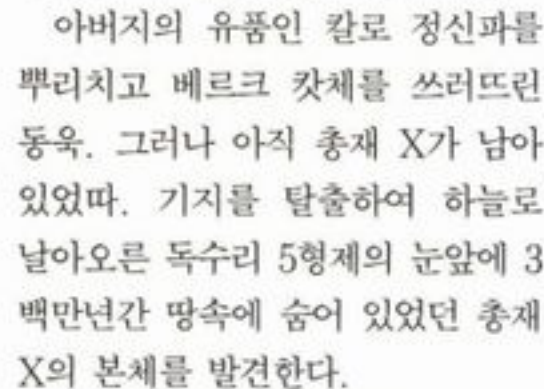 아버지의 유품인 칼로 정신파를
뿌리치고 베르크 캇체를 쓰러뜨린
동욱. 그러나 아직 총재 X가 남아
있었따. 기지를 탈출하여 하늘로
날아오른 독수리 5형제의 눈앞에 3
백만년간 땅속에 숨어 있었던 총재
X의 본체를 발견한다.